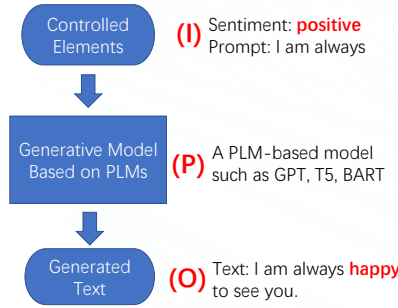 Controlled
Elements
(I) Sentiment: positive
Prompt: I am always
Generative Model
Based on PLMs
(P) A PLM-based model
such as GPT, T5, BART
Generated
Text
(O) Text: I am always happy
to see you.